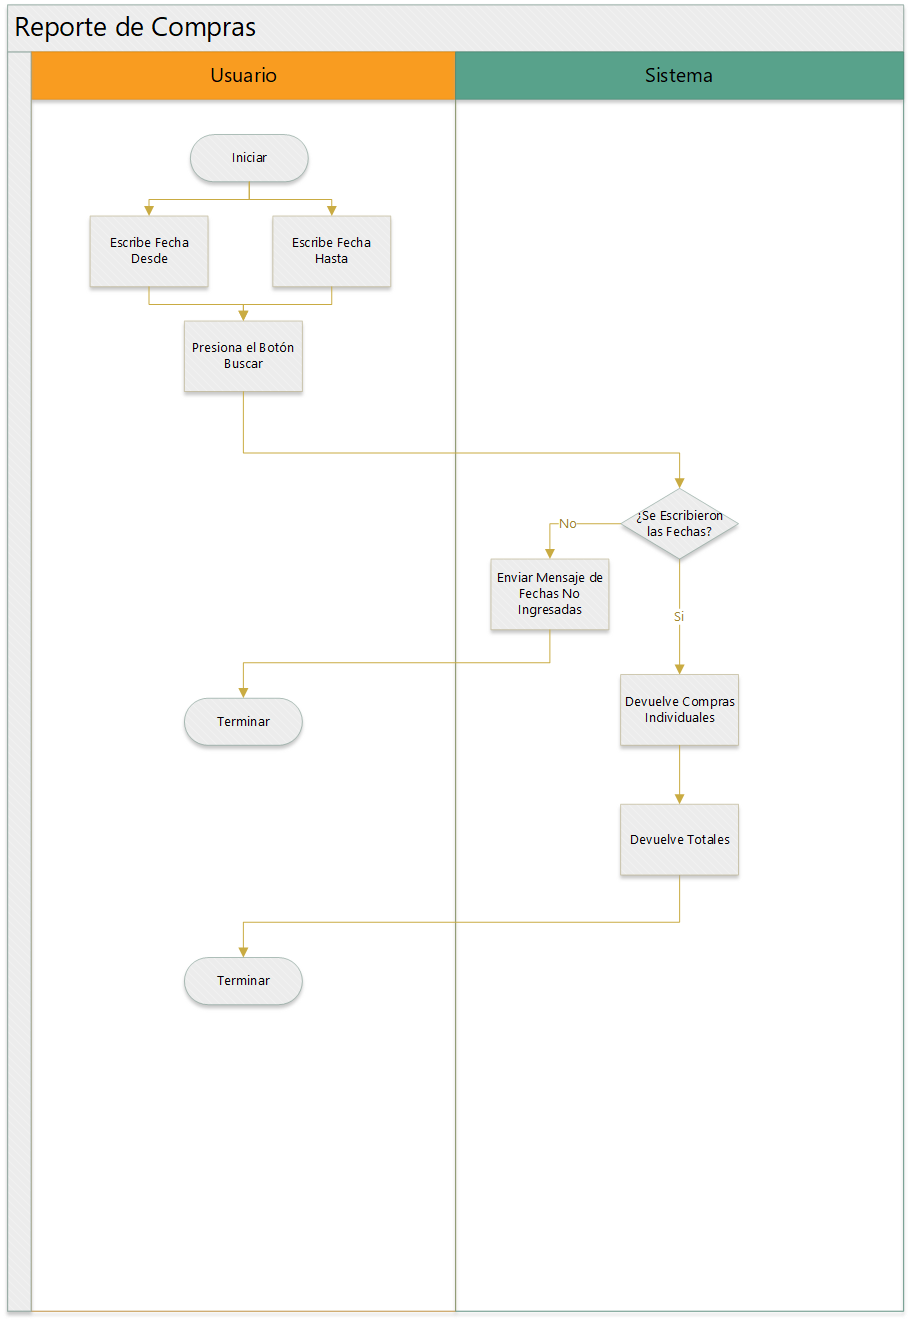 Reporte de Compras
Usuario
Sistema
Iniciar
Escribe Fecha
Desde
Escribe Fecha
Hasta
Presiona el Botón
Buscar
¿Se Escribieron
las Fechas?
No
Enviar Mensaje de
Fechas No
Ingresadas
Si
Terminar
Devuelve Compras
Individuales
Devuelve Totales
Terminar